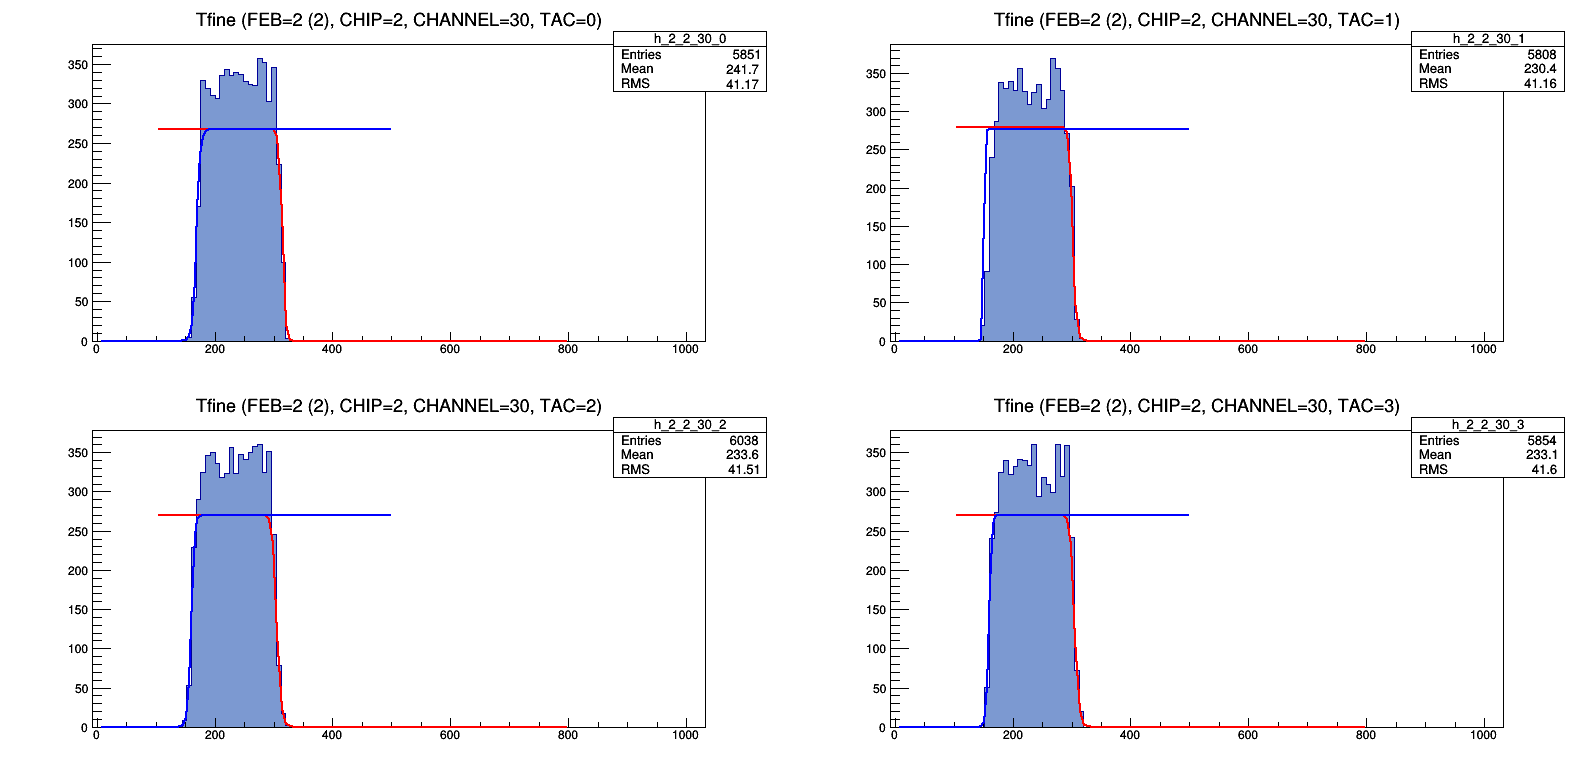 Tfine (FEB=2 (2), CHIP=2, CHANNEL=30, TAC=0)
h_2_2_30_0
Entries 5851
Mean 241.7
RMS 41.17
350
300
250
200
150
100
50
0
0 200 400 600 800 1000
Tfine (FEB=2 (2), CHIP=2, CHANNEL=30, TAC=1)
h_2_2_30_1
Entries 5808
Mean 230.4
RMS 41.16
350
300
250
200
150
100
50
0
0 200 400 600 800 1000
Tfine (FEB=2 (2), CHIP=2, CHANNEL=30, TAC=2)
h_2_2_30_2
Entries 6038
Mean 233.6
RMS 41.51
350
300
250
200
150
100
50
0
0 200 400 600 800 1000
Tfine (FEB=2 (2), CHIP=2, CHANNEL=30, TAC=3)
h_2_2_30_3
Entries 5854
Mean 233.1
RMS 41.6
350
300
250
200
150
100
50
0
0 200 400 600 800 1000